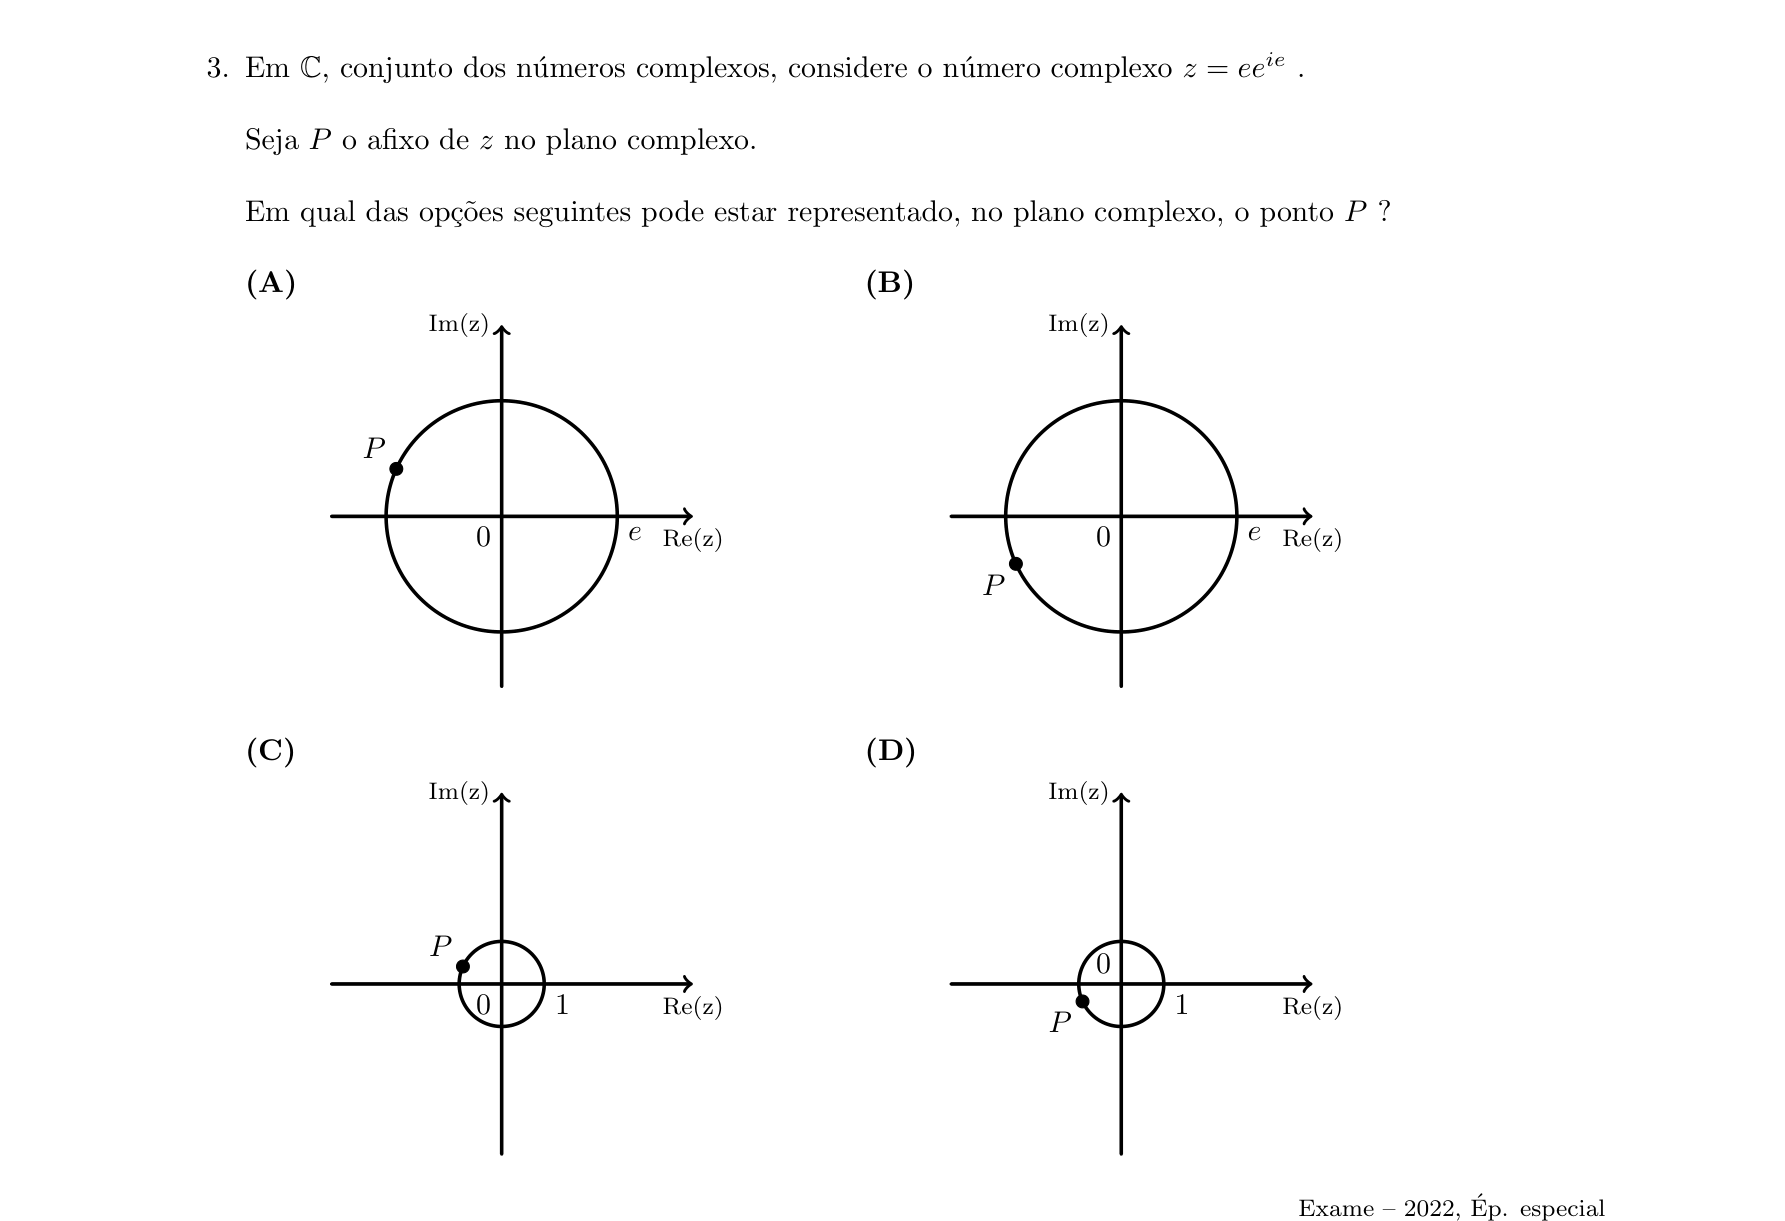 3. Em ℂ, conjunto dos números complexos, considere o número complexo z = ee^{ie} .
Seja P o afixo de z no plano complexo.
Em qual das opções seguintes pode estar representado, no plano complexo, o ponto P ?
(A) (B)
Im(z) Im(z)
P
0 e Re(z) 0 e Re(z)
P
(C) (D)
Im(z) Im(z)
P 0
0 1 Re(z) 1 Re(z)
P
Exame – 2022, Ép. especial